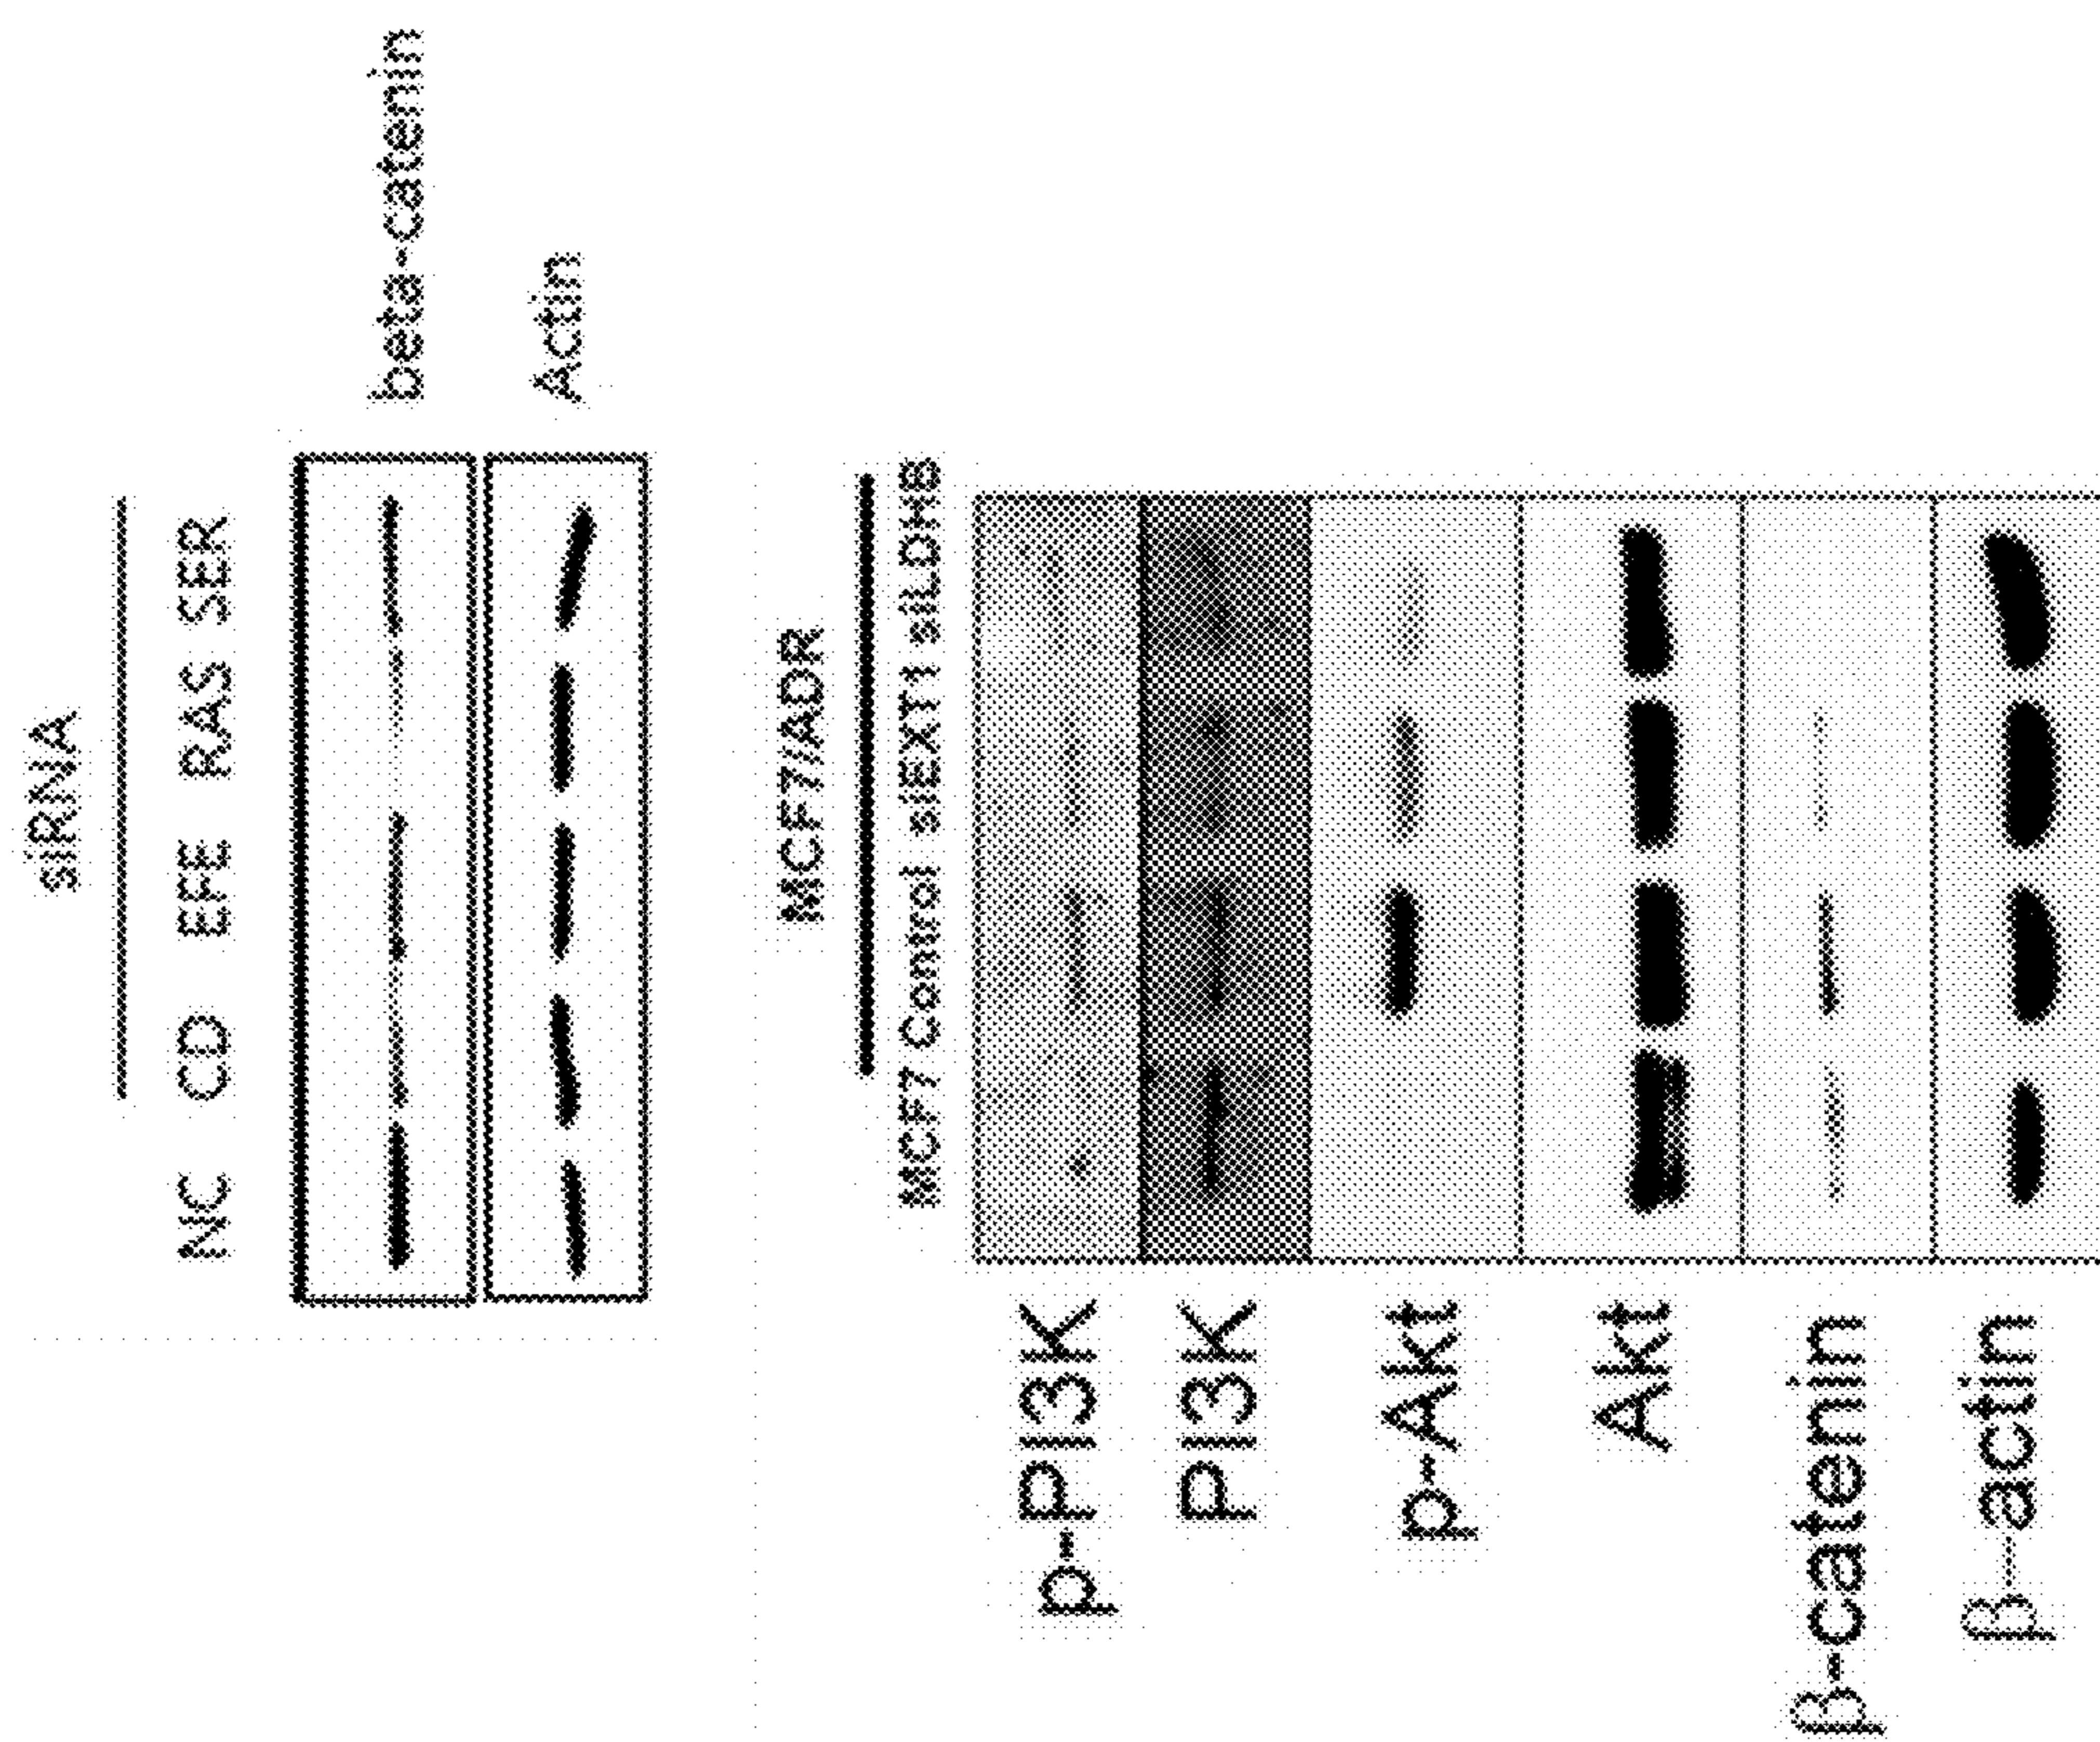 siRNA
NC CD EFE RAS SER
beta-catenin
Actin
MCF7/ADR
MCF7 Control siEXT1 siLDHB
p-PI3K
PI3K
p-Akt
Akt
β-catenin
β-actin